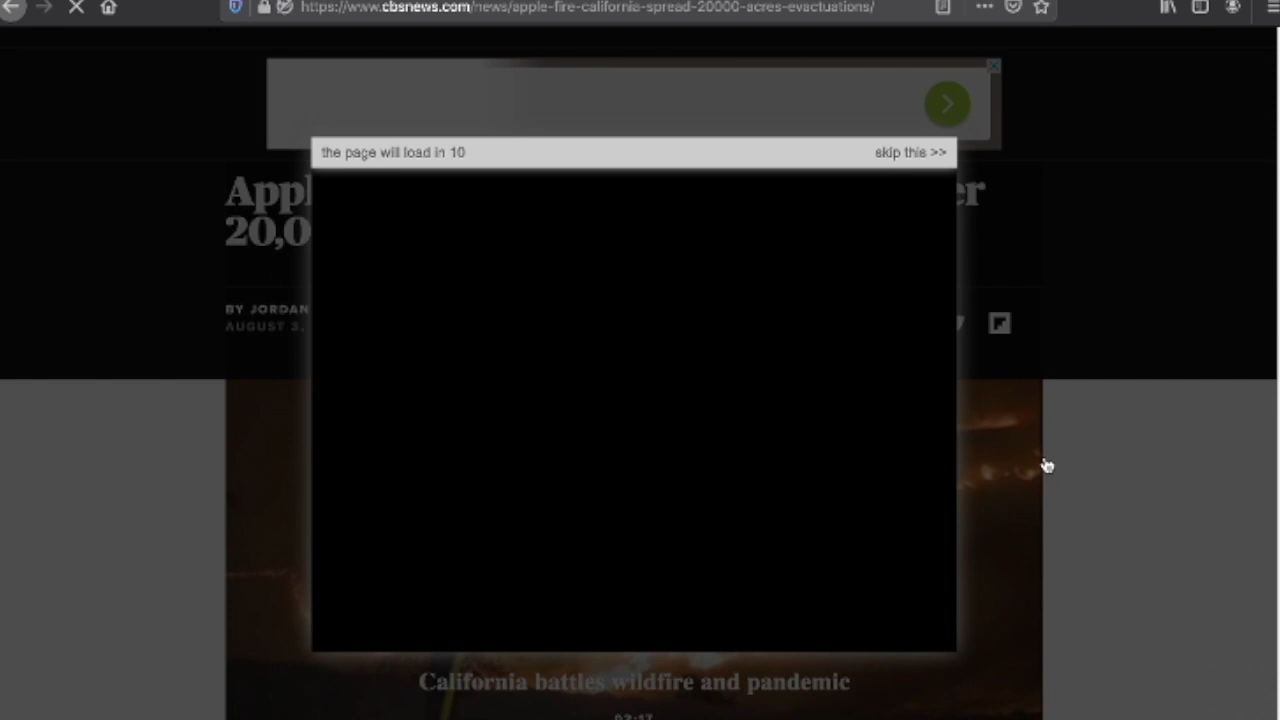 https://www.cbsnews.com/news/apple-fire-california-spread-20000-acres-evactuations/
the page will load in 10
skip this >>
Appl
er
20,0
BY JORDAN
AUGUST 3,
California battles wildfire and pandemic